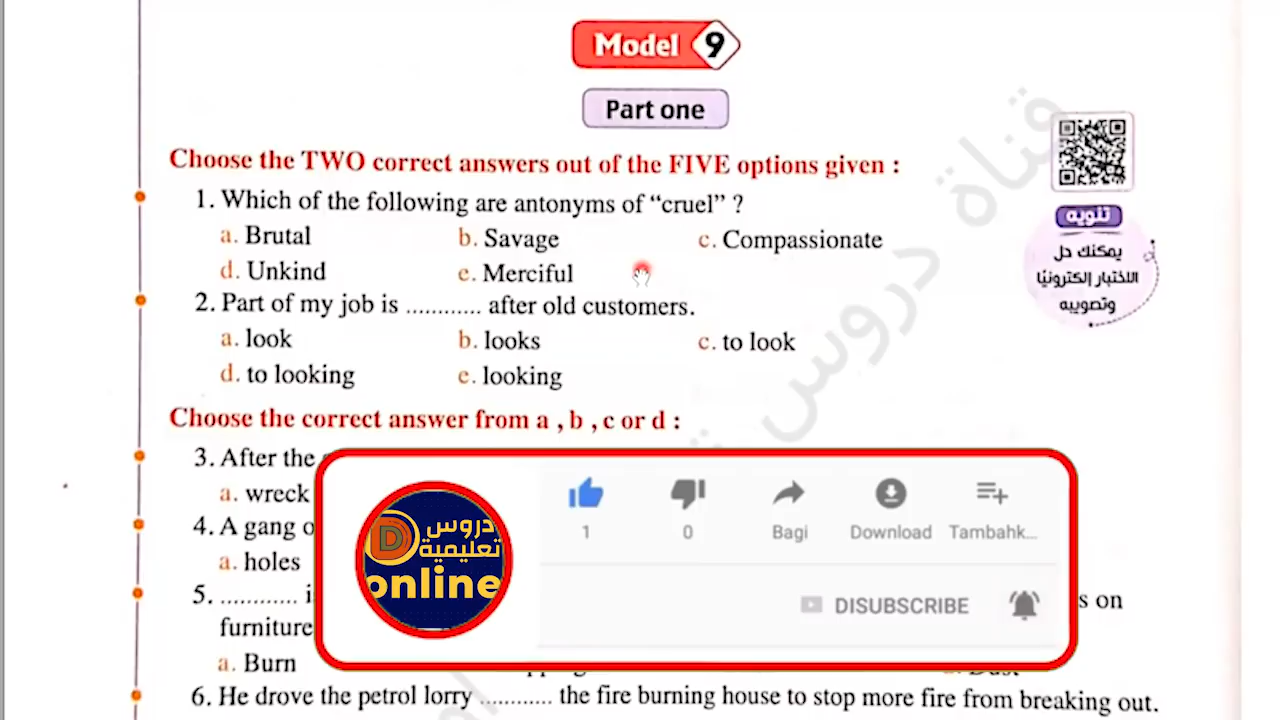 Model 9
Part one
Choose the TWO correct answers out of the FIVE options given :
1. Which of the following are antonyms of “cruel” ?
a. Brutal b. Savage c. Compassionate
d. Unkind e. Merciful
2. Part of my job is ............ after old customers.
a. look b. looks c. to look
d. to looking e. looking
تنويه
يمكنك حل
الاختبار إلكترونيًا
وتصويبه
قناة دروس
Choose the correct answer from a , b , c or d :
3. After the
a. wreck
4. A gang o
a. holes
5. ............. i
s on
furniture
a. Burn
6. He drove the petrol lorry ............ the fire burning house to stop more fire from breaking out.
دروس
تعليمية
online
1 0 Bagi Download Tambahk...
DISUBSCRIBE